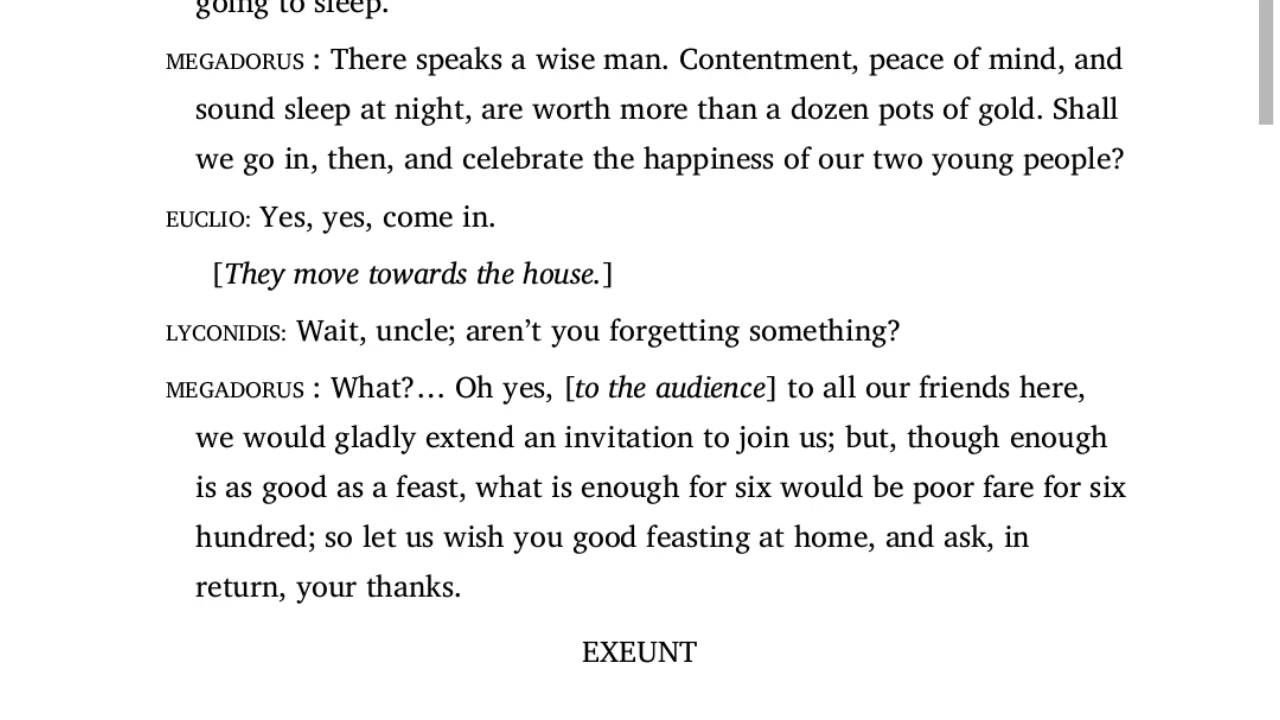 going to sleep.
MEGADORUS : There speaks a wise man. Contentment, peace of mind, and
sound sleep at night, are worth more than a dozen pots of gold. Shall
we go in, then, and celebrate the happiness of our two young people?
EUCLIO: Yes, yes, come in.
[They move towards the house.]
LYCONIDIS: Wait, uncle; aren’t you forgetting something?
MEGADORUS : What?… Oh yes, [to the audience] to all our friends here,
we would gladly extend an invitation to join us; but, though enough
is as good as a feast, what is enough for six would be poor fare for six
hundred; so let us wish you good feasting at home, and ask, in
return, your thanks.
EXEUNT